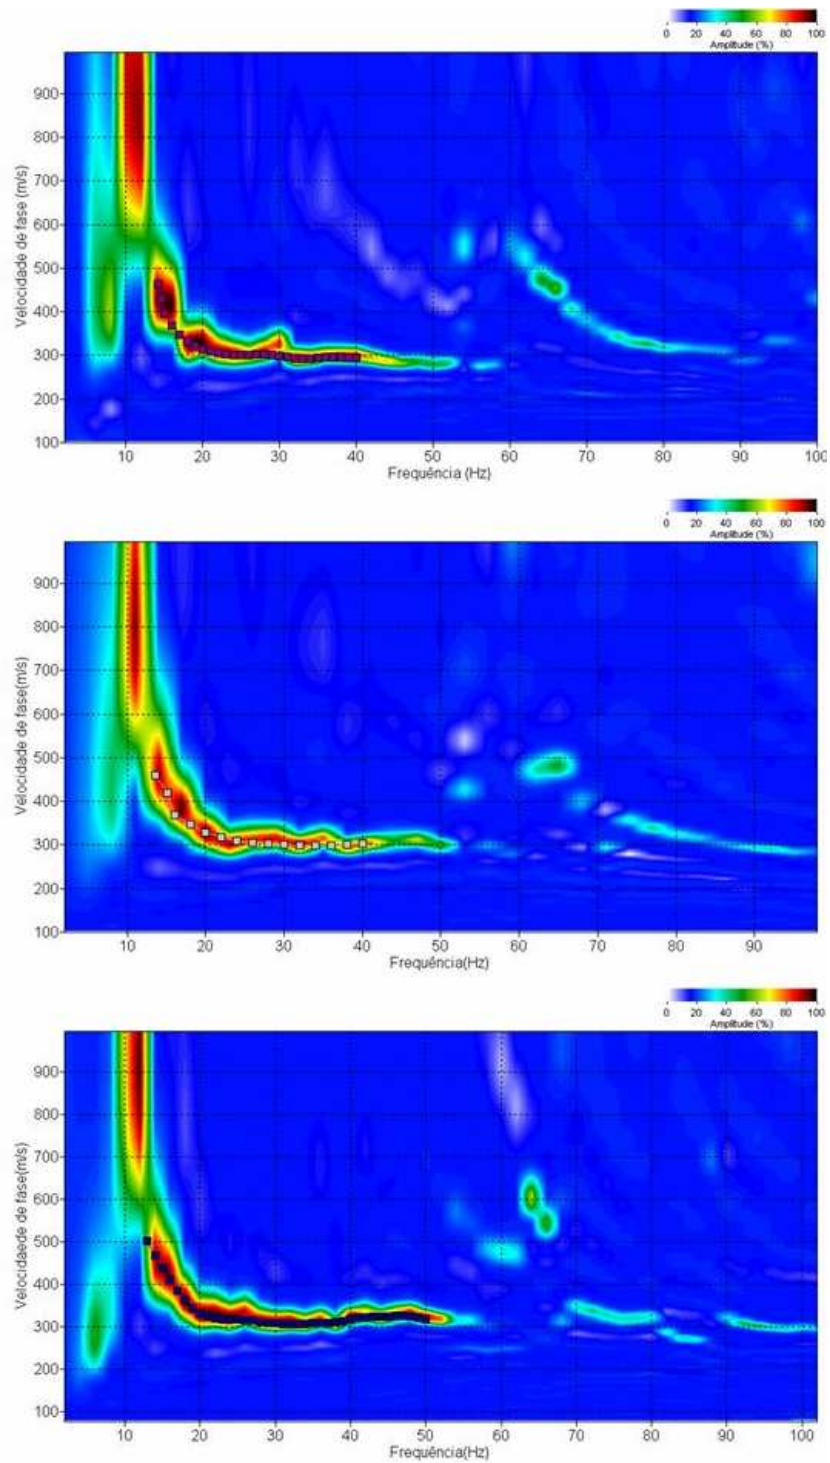 0 20 40 60 80 100
Amplitude (%)
900
800
700
600
500
400
300
200
100
Velocidade de fase (m/s)
10 20 30 40 50 60 70 80 90 100
Frequência (Hz)
0 20 40 60 80 100
Amplitude (%)
900
800
700
600
500
400
300
200
100
Velocidade de fase(m/s)
10 20 30 40 50 60 70 80 90
Frequência(Hz)
0 20 40 60 80 100
Amplitude (%)
900
800
700
600
500
400
300
200
100
Velocidaede de fase(m/s)
10 20 30 40 50 60 70 80 90 100
Frequência(Hz)